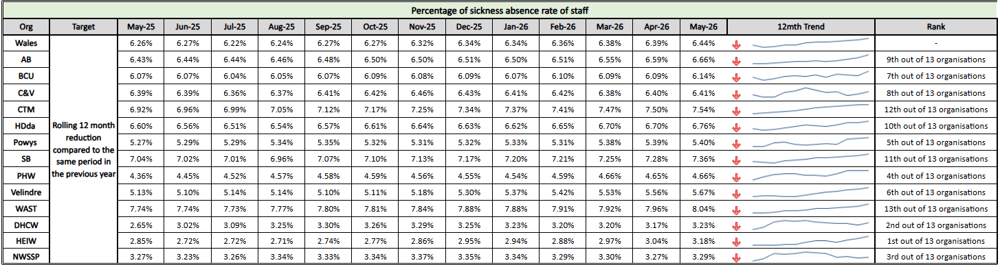 Percentage of sickness absence rate of staff
Org Target May-25 Jun-25 Jul-25 Aug-25 Sep-25 Oct-25 Nov-25 Dec-25 Jan-26 Feb-26 Mar-26 Apr-26 May-26 12mth Trend Rank
Rolling 12 month
reduction
compared to the
same period in
the previous year
Wales 6.26% 6.27% 6.22% 6.24% 6.27% 6.27% 6.32% 6.34% 6.34% 6.36% 6.38% 6.39% 6.44% -
AB 6.43% 6.44% 6.44% 6.46% 6.48% 6.50% 6.50% 6.51% 6.50% 6.51% 6.55% 6.59% 6.66% 9th out of 13 organisations
BCU 6.07% 6.07% 6.04% 6.05% 6.07% 6.09% 6.08% 6.09% 6.07% 6.10% 6.09% 6.09% 6.14% 7th out of 13 organisations
C&V 6.39% 6.39% 6.36% 6.37% 6.41% 6.42% 6.46% 6.43% 6.41% 6.42% 6.38% 6.40% 6.41% 8th out of 13 organisations
CTM 6.92% 6.96% 6.99% 7.05% 7.12% 7.17% 7.25% 7.34% 7.37% 7.41% 7.47% 7.50% 7.54% 12th out of 13 organisations
HDda 6.60% 6.56% 6.51% 6.54% 6.57% 6.61% 6.64% 6.63% 6.62% 6.65% 6.70% 6.70% 6.76% 10th out of 13 organisations
Powys 5.27% 5.29% 5.29% 5.34% 5.35% 5.32% 5.31% 5.32% 5.33% 5.31% 5.38% 5.39% 5.40% 5th out of 13 organisations
SB 7.04% 7.02% 7.01% 6.96% 7.07% 7.10% 7.13% 7.17% 7.20% 7.21% 7.25% 7.28% 7.36% 11th out of 13 organisations
PHW 4.36% 4.45% 4.52% 4.57% 4.58% 4.59% 4.56% 4.55% 4.54% 4.59% 4.66% 4.65% 4.66% 4th out of 13 organisations
Velindre 5.13% 5.10% 5.14% 5.14% 5.10% 5.11% 5.18% 5.30% 5.37% 5.42% 5.53% 5.56% 5.67% 6th out of 13 organisations
WAST 7.74% 7.74% 7.73% 7.77% 7.80% 7.81% 7.84% 7.88% 7.88% 7.91% 7.92% 7.96% 8.04% 13th out of 13 organisations
DHCW 2.65% 3.02% 3.09% 3.25% 3.30% 3.26% 3.29% 3.25% 3.23% 3.20% 3.20% 3.17% 3.23% 2nd out of 13 organisations
HEIW 2.85% 2.72% 2.72% 2.71% 2.74% 2.77% 2.86% 2.95% 2.94% 2.88% 2.97% 3.04% 3.18% 1st out of 13 organisations
NWSSP 3.27% 3.23% 3.26% 3.34% 3.33% 3.34% 3.37% 3.35% 3.34% 3.29% 3.30% 3.27% 3.29% 3rd out of 13 organisations